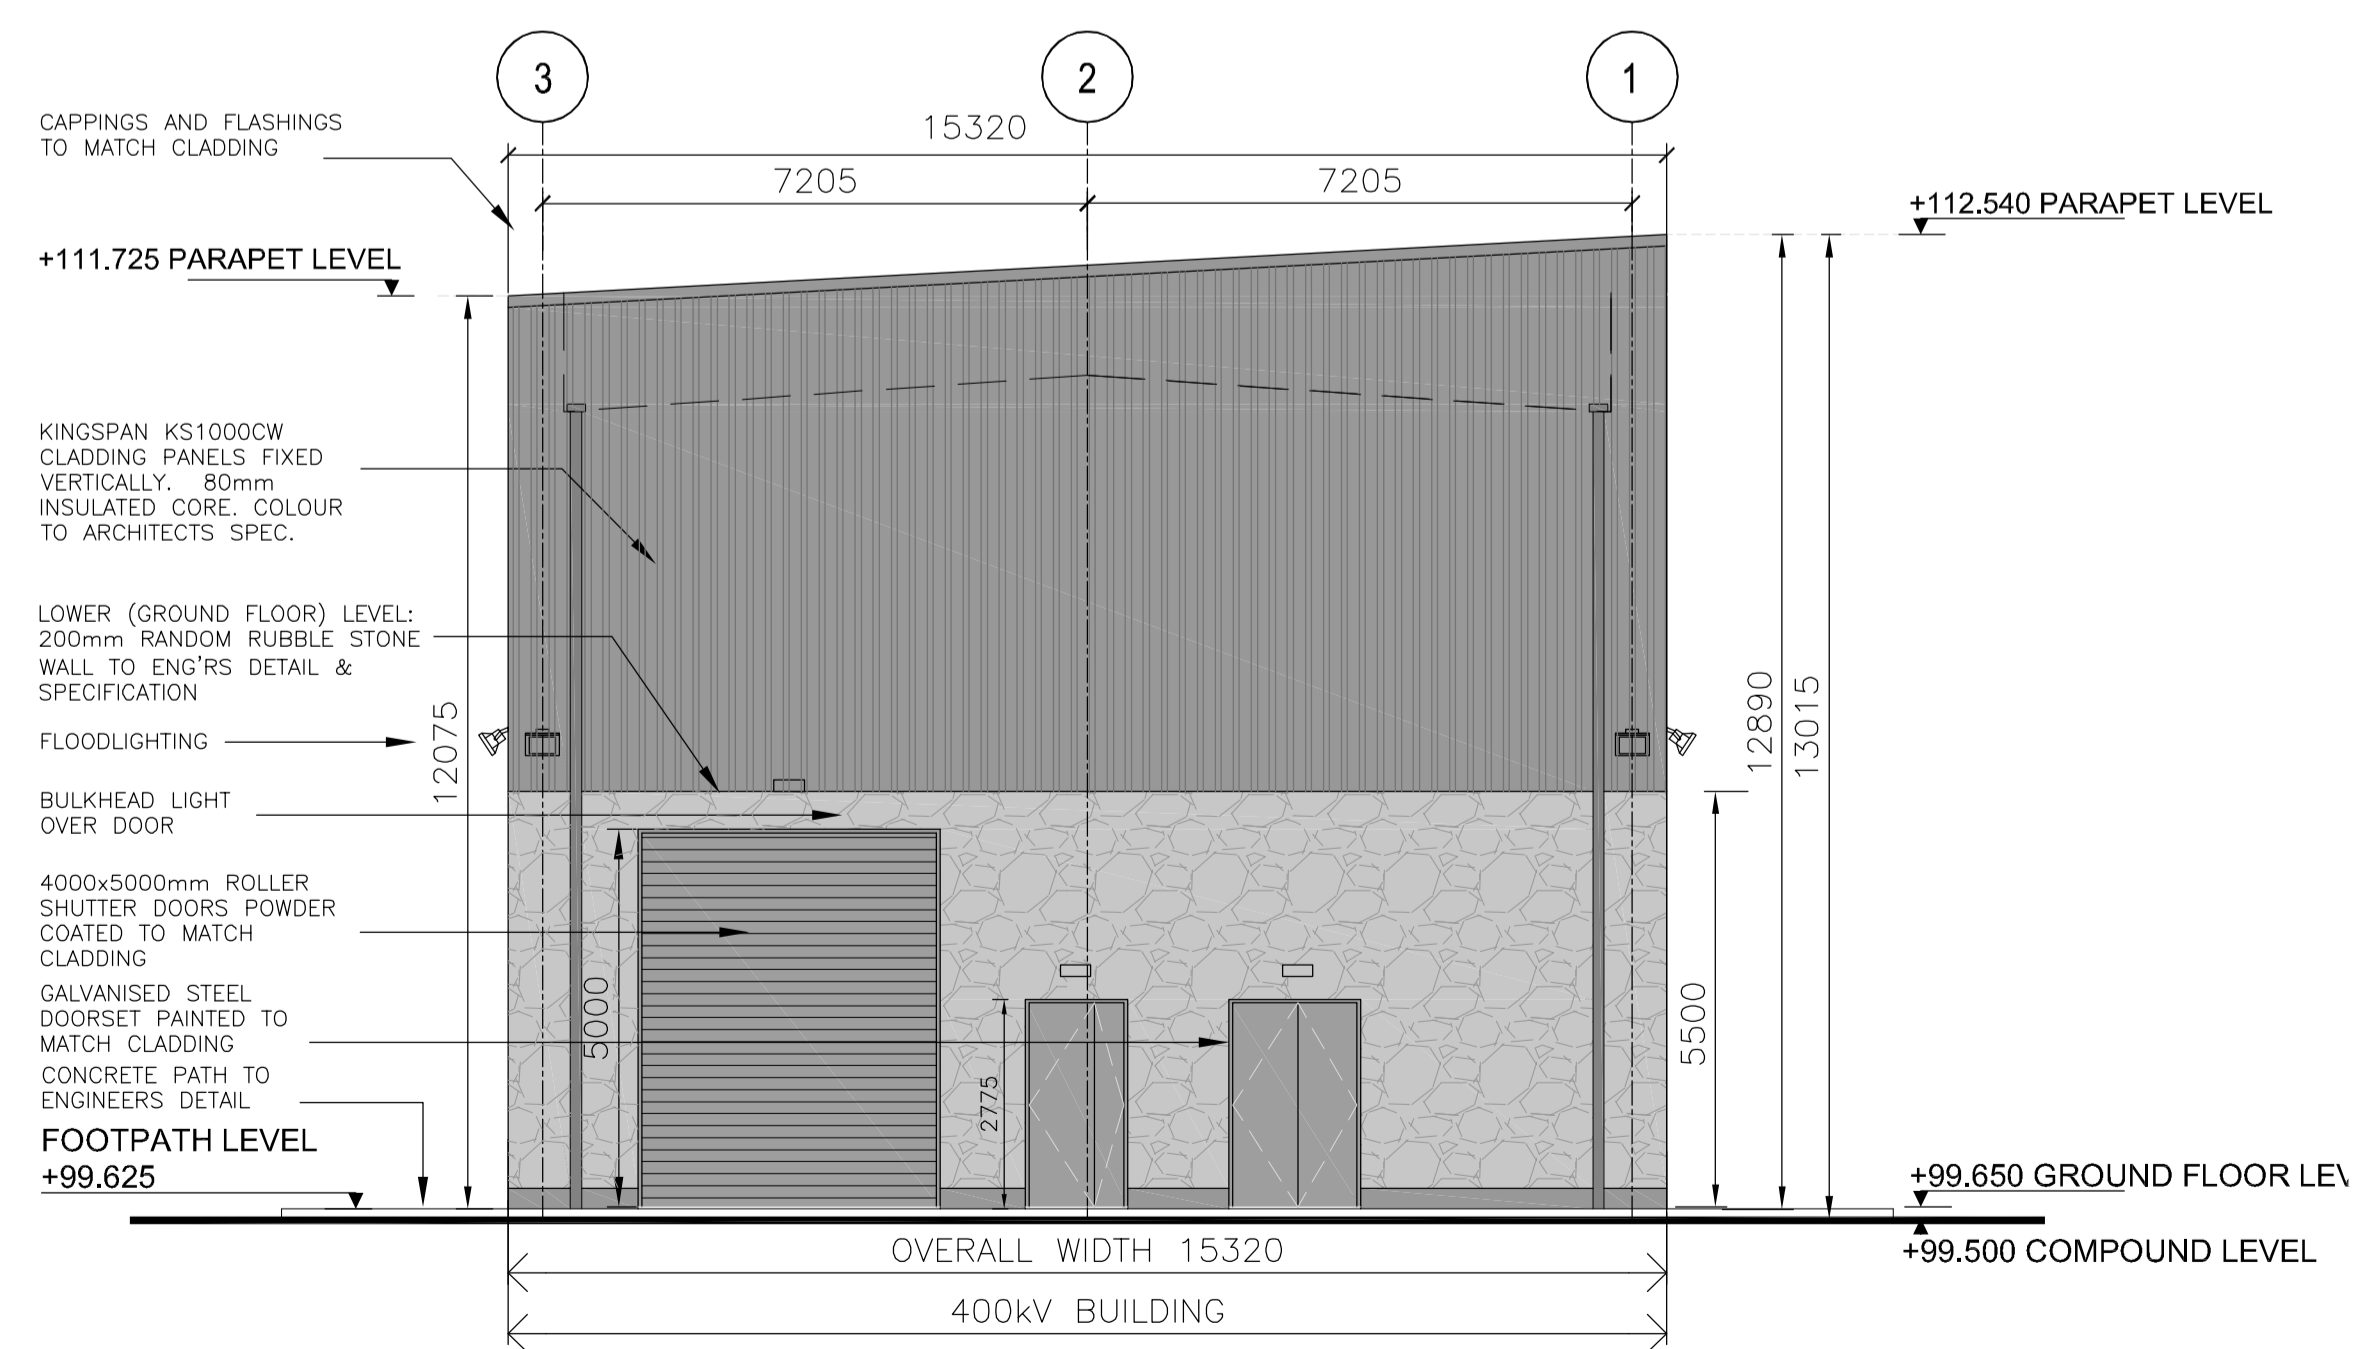 3
2
1
CAPPINGS AND FLASHINGS
TO MATCH CLADDING
15320
7205
7205
+112.540 PARAPET LEVEL
+111.725 PARAPET LEVEL
KINGSPAN KS1000CW
CLADDING PANELS FIXED
VERTICALLY. 80mm
INSULATED CORE. COLOUR
TO ARCHITECTS SPEC.
LOWER (GROUND FLOOR) LEVEL:
200mm RANDOM RUBBLE STONE
WALL TO ENG'RS DETAIL &
SPECIFICATION
FLOODLIGHTING
12075
12890
13015
BULKHEAD LIGHT
OVER DOOR
4000x5000mm ROLLER
SHUTTER DOORS POWDER
COATED TO MATCH
CLADDING
5000
5500
GALVANISED STEEL
DOORSET PAINTED TO
MATCH CLADDING
2775
CONCRETE PATH TO
ENGINEERS DETAIL
FOOTPATH LEVEL
+99.625
+99.650 GROUND FLOOR LEV
+99.500 COMPOUND LEVEL
OVERALL WIDTH 15320
400kV BUILDING